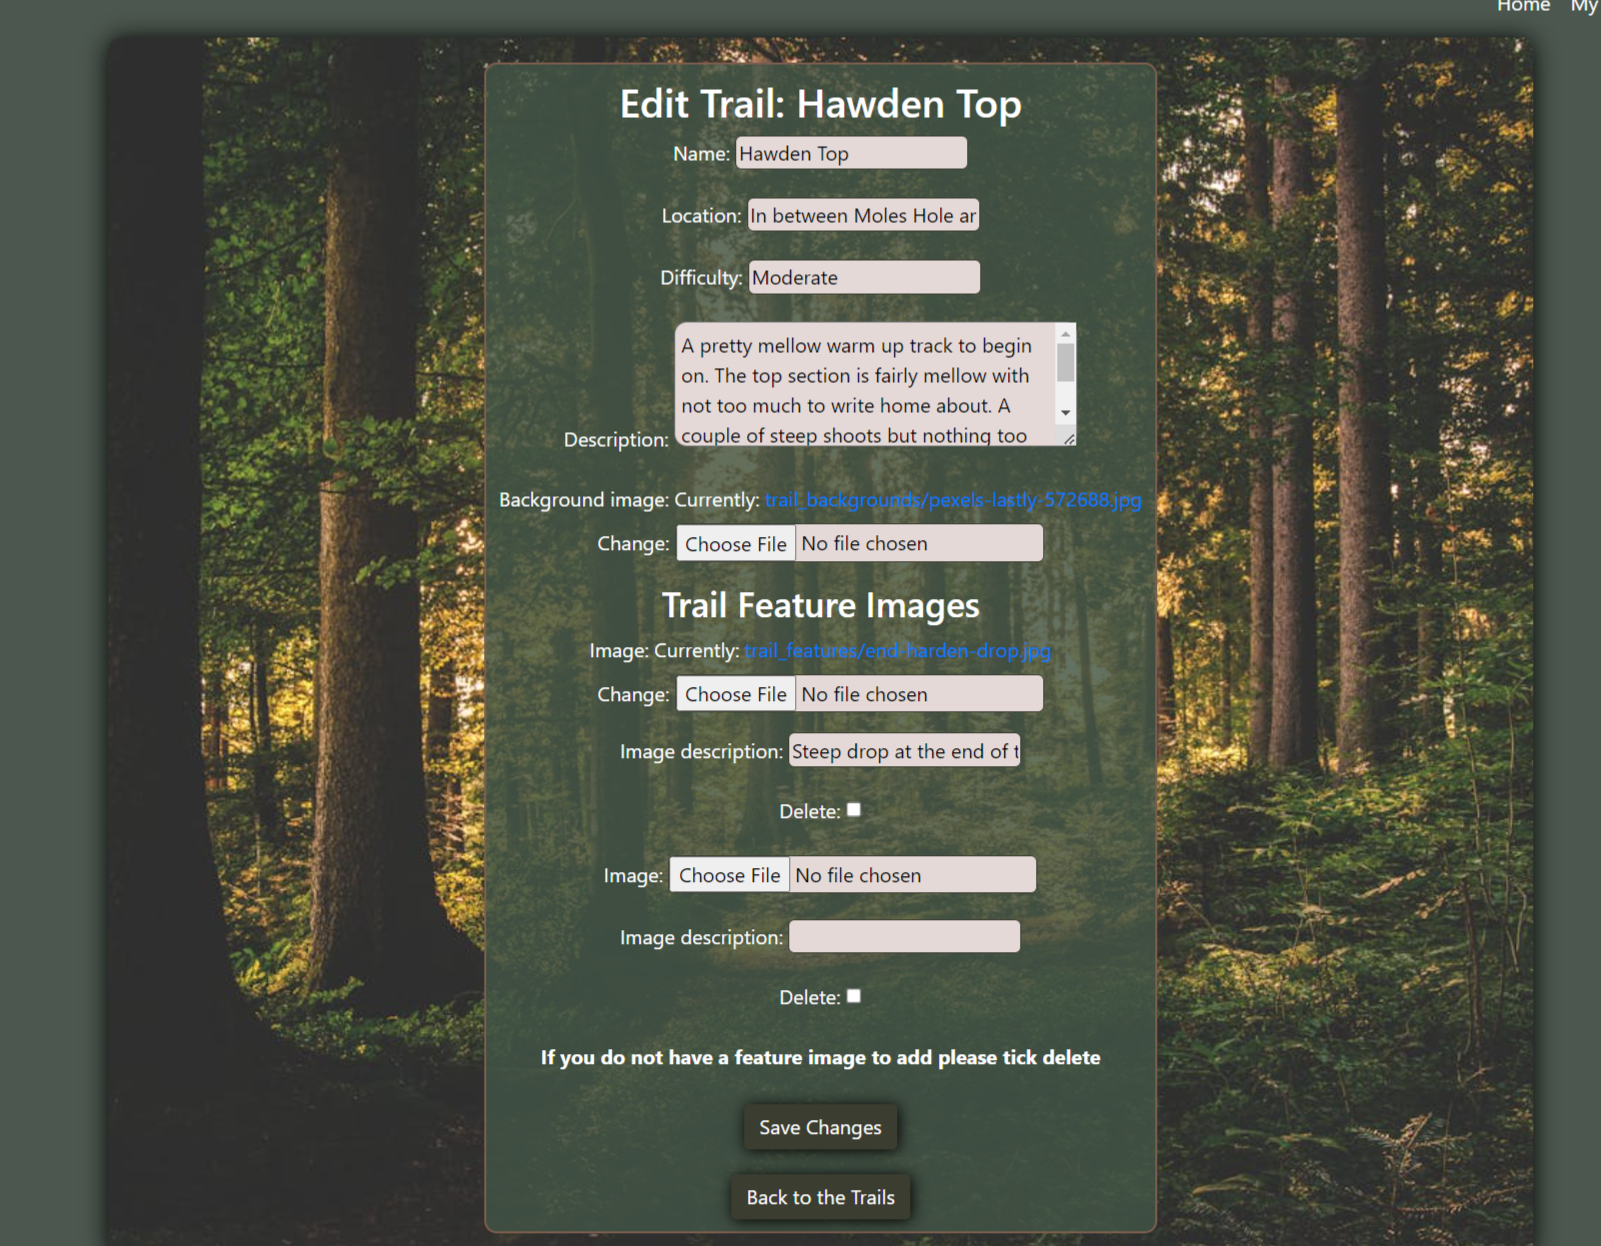 Home My
Edit Trail: Hawden Top
Name: Hawden Top
Location: In between Moles Hole ar
Difficulty: Moderate
A pretty mellow warm up track to begin
on. The top section is fairly mellow with
not too much to write home about. A
couple of steep shoots but nothing too
Description:
Background image: Currently: trail_backgrounds/pexels-lastly-572688.jpg
Change: Choose File No file chosen
Trail Feature Images
Image: Currently: trail_features/end-harden-drop.jpg
Change: Choose File No file chosen
Image description: Steep drop at the end of t
Delete:
Image: Choose File No file chosen
Image description:
Delete:
If you do not have a feature image to add please tick delete
Save Changes
Back to the Trails